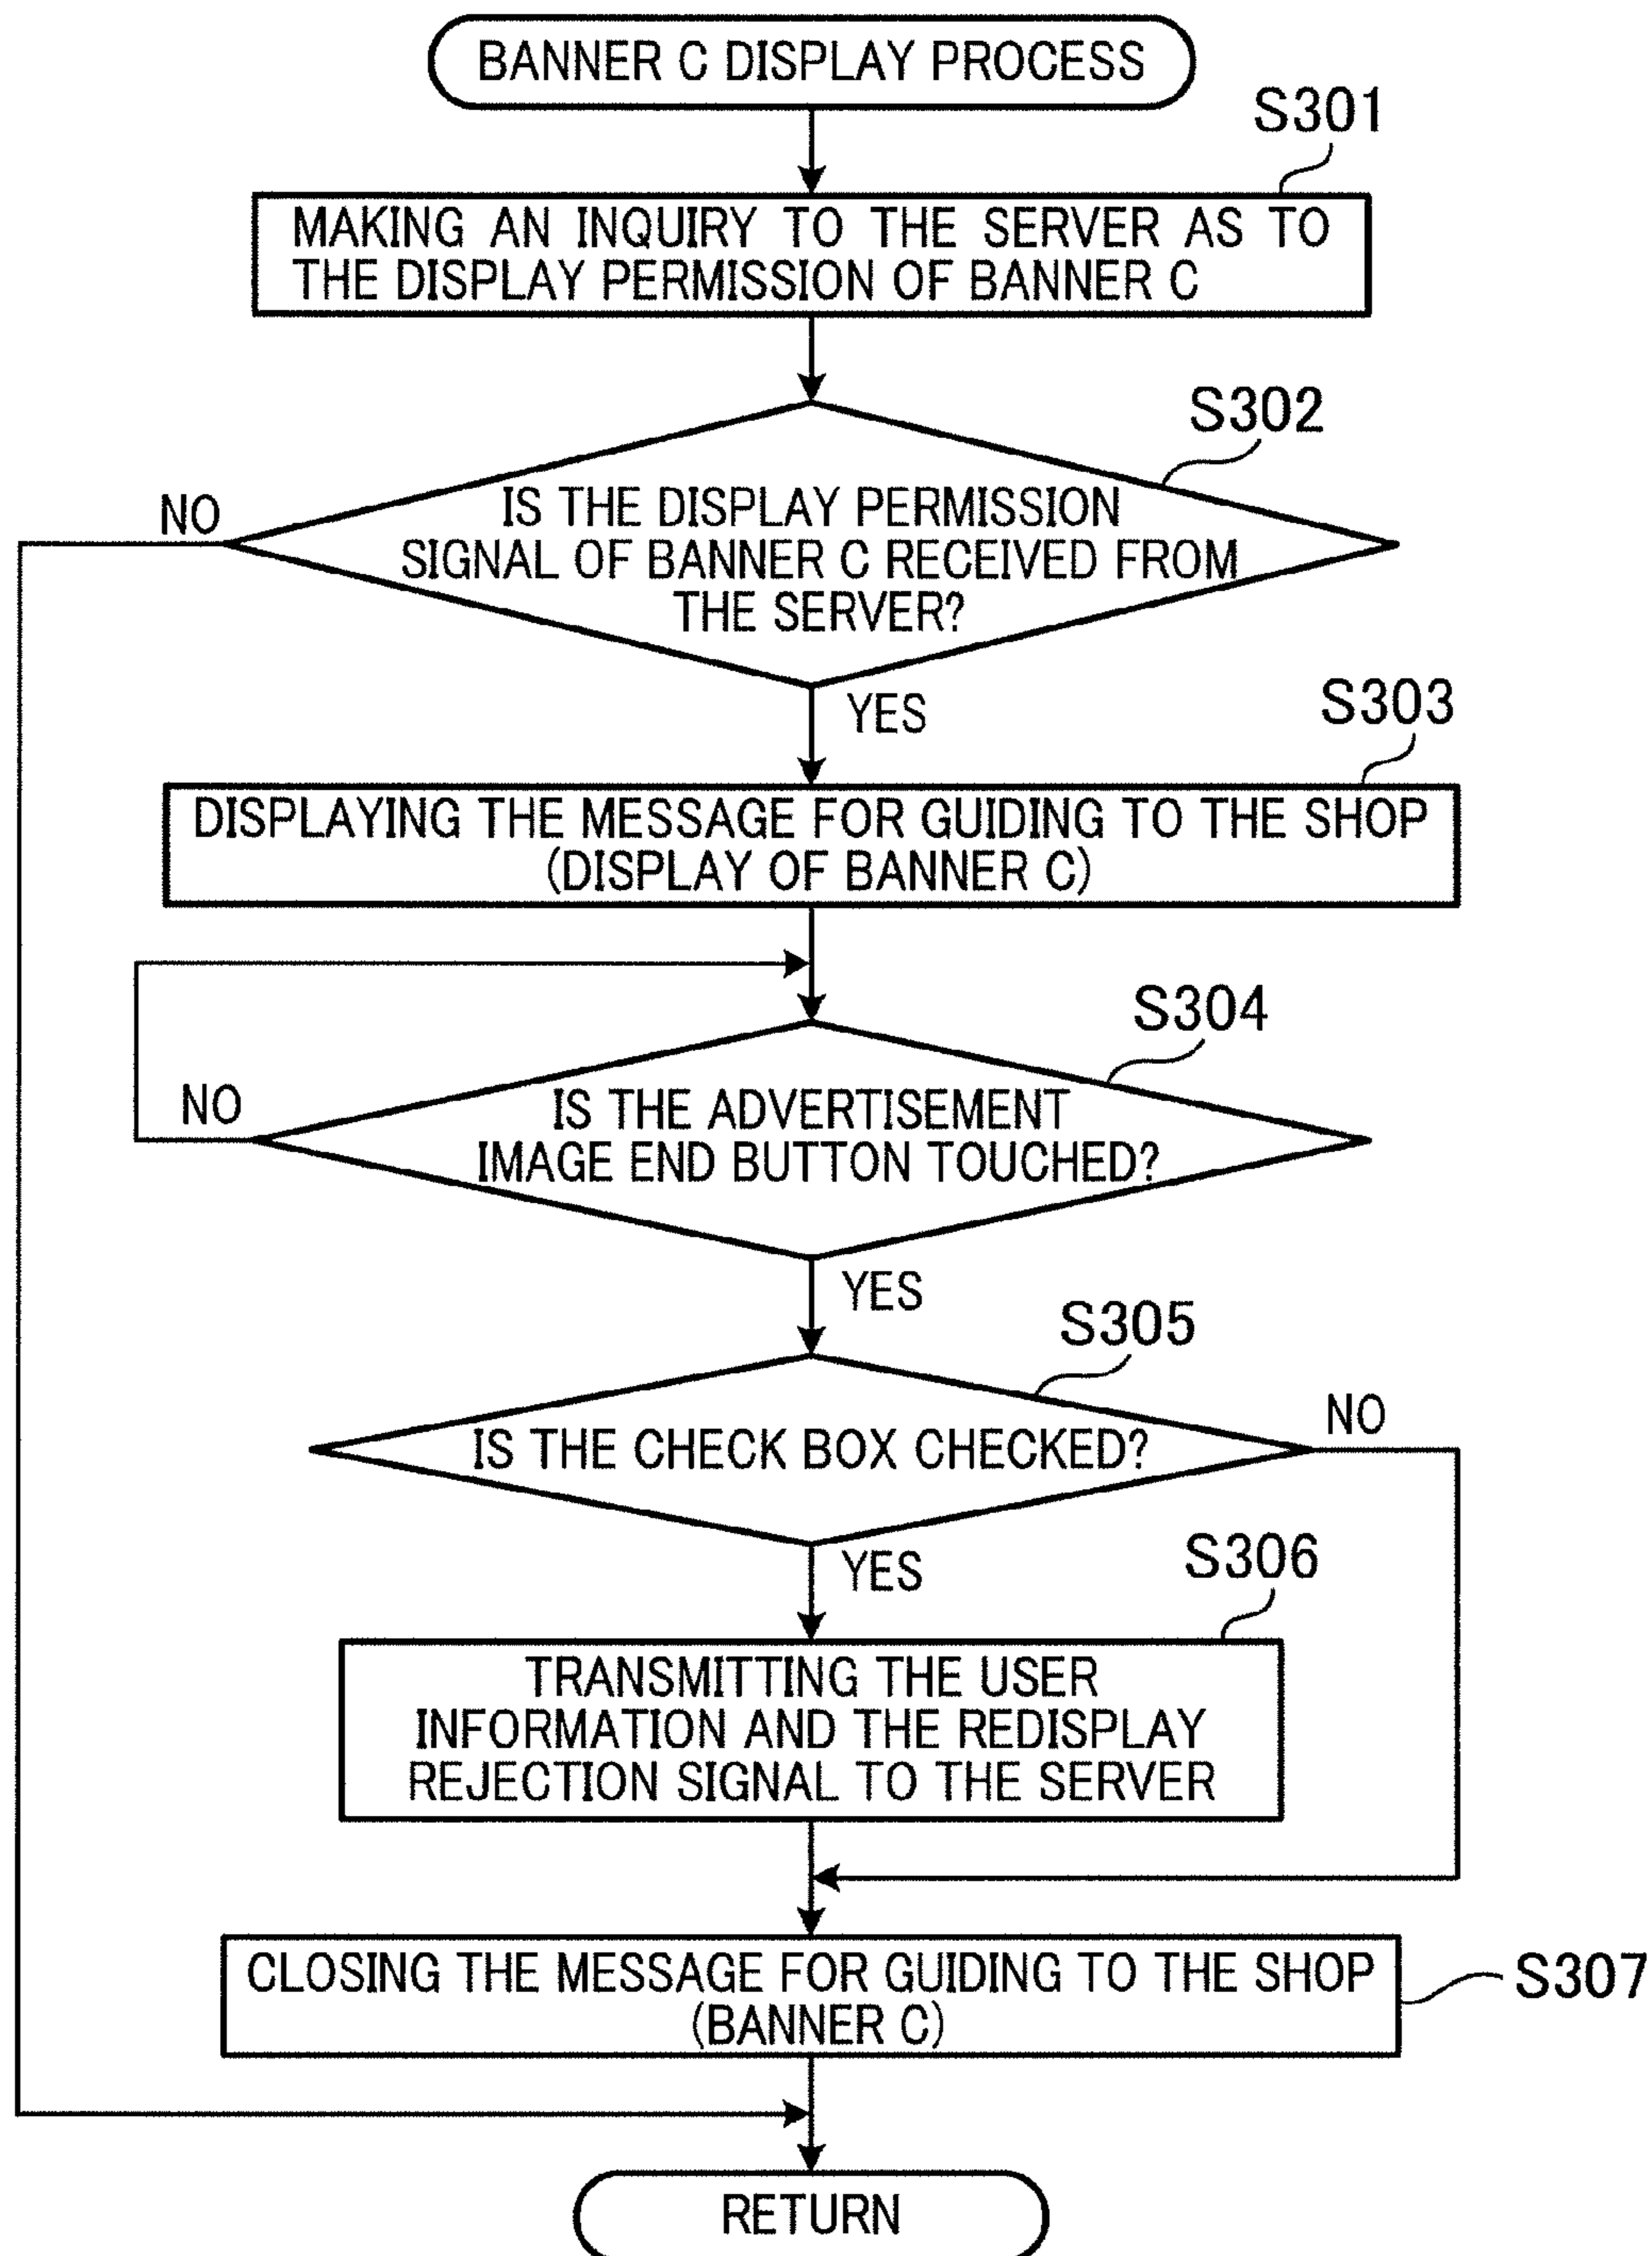 BANNER C DISPLAY PROCESS
S301
MAKING AN INQUIRY TO THE SERVER AS TO
THE DISPLAY PERMISSION OF BANNER C
S302
NO
IS THE DISPLAY PERMISSION
SIGNAL OF BANNER C RECEIVED FROM
THE SERVER?
YES
S303
DISPLAYING THE MESSAGE FOR GUIDING TO THE SHOP
(DISPLAY OF BANNER C)
S304
NO
IS THE ADVERTISEMENT
IMAGE END BUTTON TOUCHED?
YES
S305
NO
IS THE CHECK BOX CHECKED?
YES
S306
TRANSMITTING THE USER
INFORMATION AND THE REDISPLAY
REJECTION SIGNAL TO THE SERVER
CLOSING THE MESSAGE FOR GUIDING TO THE SHOP
(BANNER C)
S307
RETURN